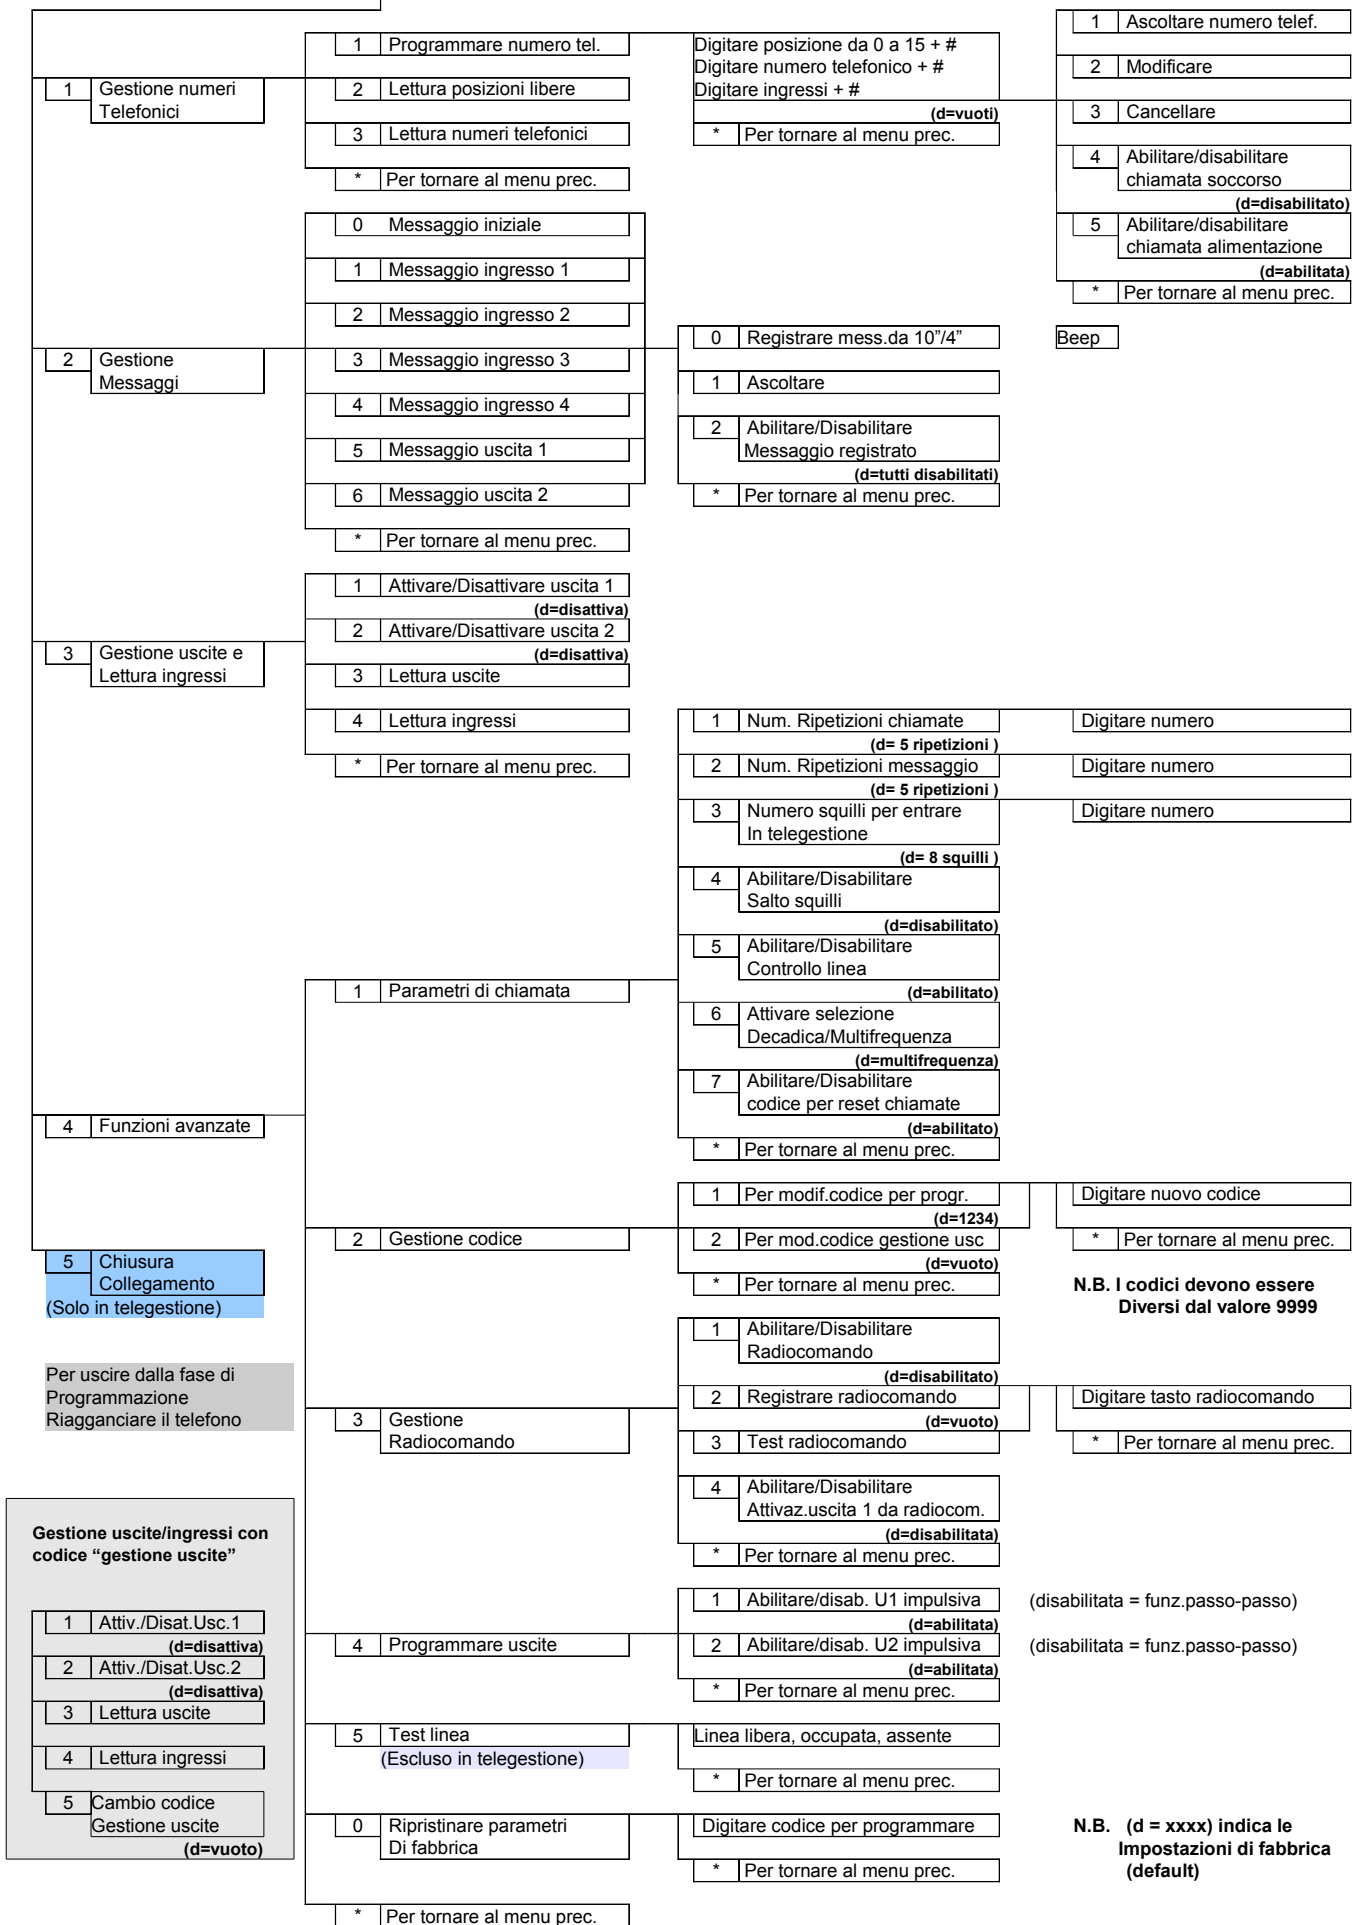 1 Gestione numeri
Telefonici
1 Programmare numero tel.
2 Lettura posizioni libere
3 Lettura numeri telefonici
* Per tornare al menu prec.
Digitare posizione da 0 a 15 + #
Digitare numero telefonico + #
Digitare ingressi + #
(d=vuoti)
* Per tornare al menu prec.
1 Ascoltare numero telef.
2 Modificare
3 Cancellare
4 Abilitare/disabilitare
chiamata soccorso
(d=disabilitato)
5 Abilitare/disabilitare
chiamata alimentazione
(d=abilitata)
* Per tornare al menu prec.
2 Gestione
Messaggi
0 Messaggio iniziale
1 Messaggio ingresso 1
2 Messaggio ingresso 2
3 Messaggio ingresso 3
4 Messaggio ingresso 4
5 Messaggio uscita 1
6 Messaggio uscita 2
* Per tornare al menu prec.
0 Registrare mess.da 10”/4”
Beep
1 Ascoltare
2 Abilitare/Disabilitare
Messaggio registrato
(d=tutti disabilitati)
* Per tornare al menu prec.
3 Gestione uscite e
Lettura ingressi
1 Attivare/Disattivare uscita 1
(d=disattiva)
2 Attivare/Disattivare uscita 2
(d=disattiva)
3 Lettura uscite
4 Lettura ingressi
* Per tornare al menu prec.
4 Funzioni avanzate
1 Parametri di chiamata
1 Num. Ripetizioni chiamate
Digitare numero
(d= 5 ripetizioni )
2 Num. Ripetizioni messaggio
Digitare numero
(d= 5 ripetizioni )
3 Numero squilli per entrare
In telegestione
Digitare numero
(d= 8 squilli )
4 Abilitare/Disabilitare
Salto squilli
(d=disabilitato)
5 Abilitare/Disabilitare
Controllo linea
(d=abilitato)
6 Attivare selezione
Decadica/Multifrequenza
(d=multifrequenza)
7 Abilitare/Disabilitare
codice per reset chiamate
(d=abilitato)
* Per tornare al menu prec.
2 Gestione codice
1 Per modif.codice per progr.
(d=1234)
2 Per mod.codice gestione usc
(d=vuoto)
* Per tornare al menu prec.
Digitare nuovo codice
* Per tornare al menu prec.
N.B. I codici devono essere
Diversi dal valore 9999
5 Chiusura
Collegamento
(Solo in telegestione)
Per uscire dalla fase di
Programmazione
Riagganciare il telefono
3 Gestione
Radiocomando
1 Abilitare/Disabilitare
Radiocomando
(d=disabilitato)
2 Registrare radiocomando
(d=vuoto)
3 Test radiocomando
4 Abilitare/Disabilitare
Attivaz.uscita 1 da radiocom.
(d=disabilitata)
* Per tornare al menu prec.
Digitare tasto radiocomando
* Per tornare al menu prec.
4 Programmare uscite
1 Abilitare/disab. U1 impulsiva
(disabilitata = funz.passo-passo)
(d=abilitata)
2 Abilitare/disab. U2 impulsiva
(disabilitata = funz.passo-passo)
(d=abilitata)
* Per tornare al menu prec.
5 Test linea
(Escluso in telegestione)
Linea libera, occupata, assente
* Per tornare al menu prec.
0 Ripristinare parametri
Di fabbrica
Digitare codice per programmare
* Per tornare al menu prec.
N.B. (d = xxxx) indica le
Impostazioni di fabbrica
(default)
* Per tornare al menu prec.
Gestione uscite/ingressi con
codice “gestione uscite”
1 Attiv./Disat.Usc.1
(d=disattiva)
2 Attiv./Disat.Usc.2
(d=disattiva)
3 Lettura uscite
4 Lettura ingressi
5 Cambio codice
Gestione uscite
(d=vuoto)